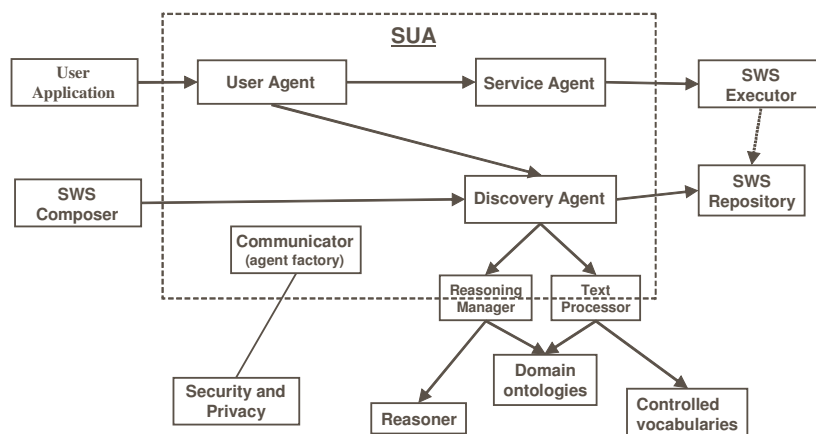 SUA
User
Application
User Agent
Service Agent
SWS
Executor
SWS
Composer
Discovery Agent
SWS
Repository
Communicator
(agent factory)
Reasoning
Manager
Text
Processor
Security and
Privacy
Reasoner
Domain
ontologies
Controlled
vocabularies